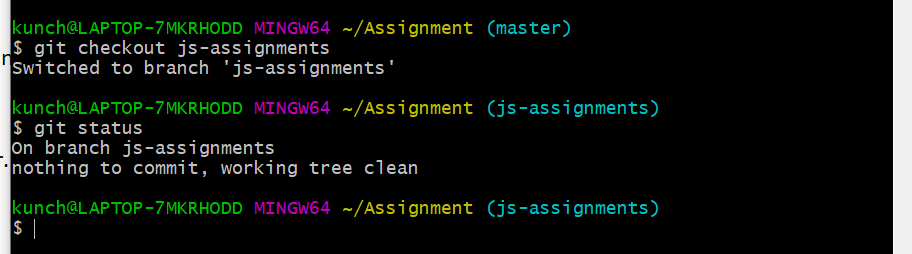 kunch@LAPTOP-7MKRHODD MINGW64 ~/Assignment (master)
$ git checkout js-assignments
Switched to branch 'js-assignments'
kunch@LAPTOP-7MKRHODD MINGW64 ~/Assignment (js-assignments)
$ git status
On branch js-assignments
nothing to commit, working tree clean
kunch@LAPTOP-7MKRHODD MINGW64 ~/Assignment (js-assignments)
$